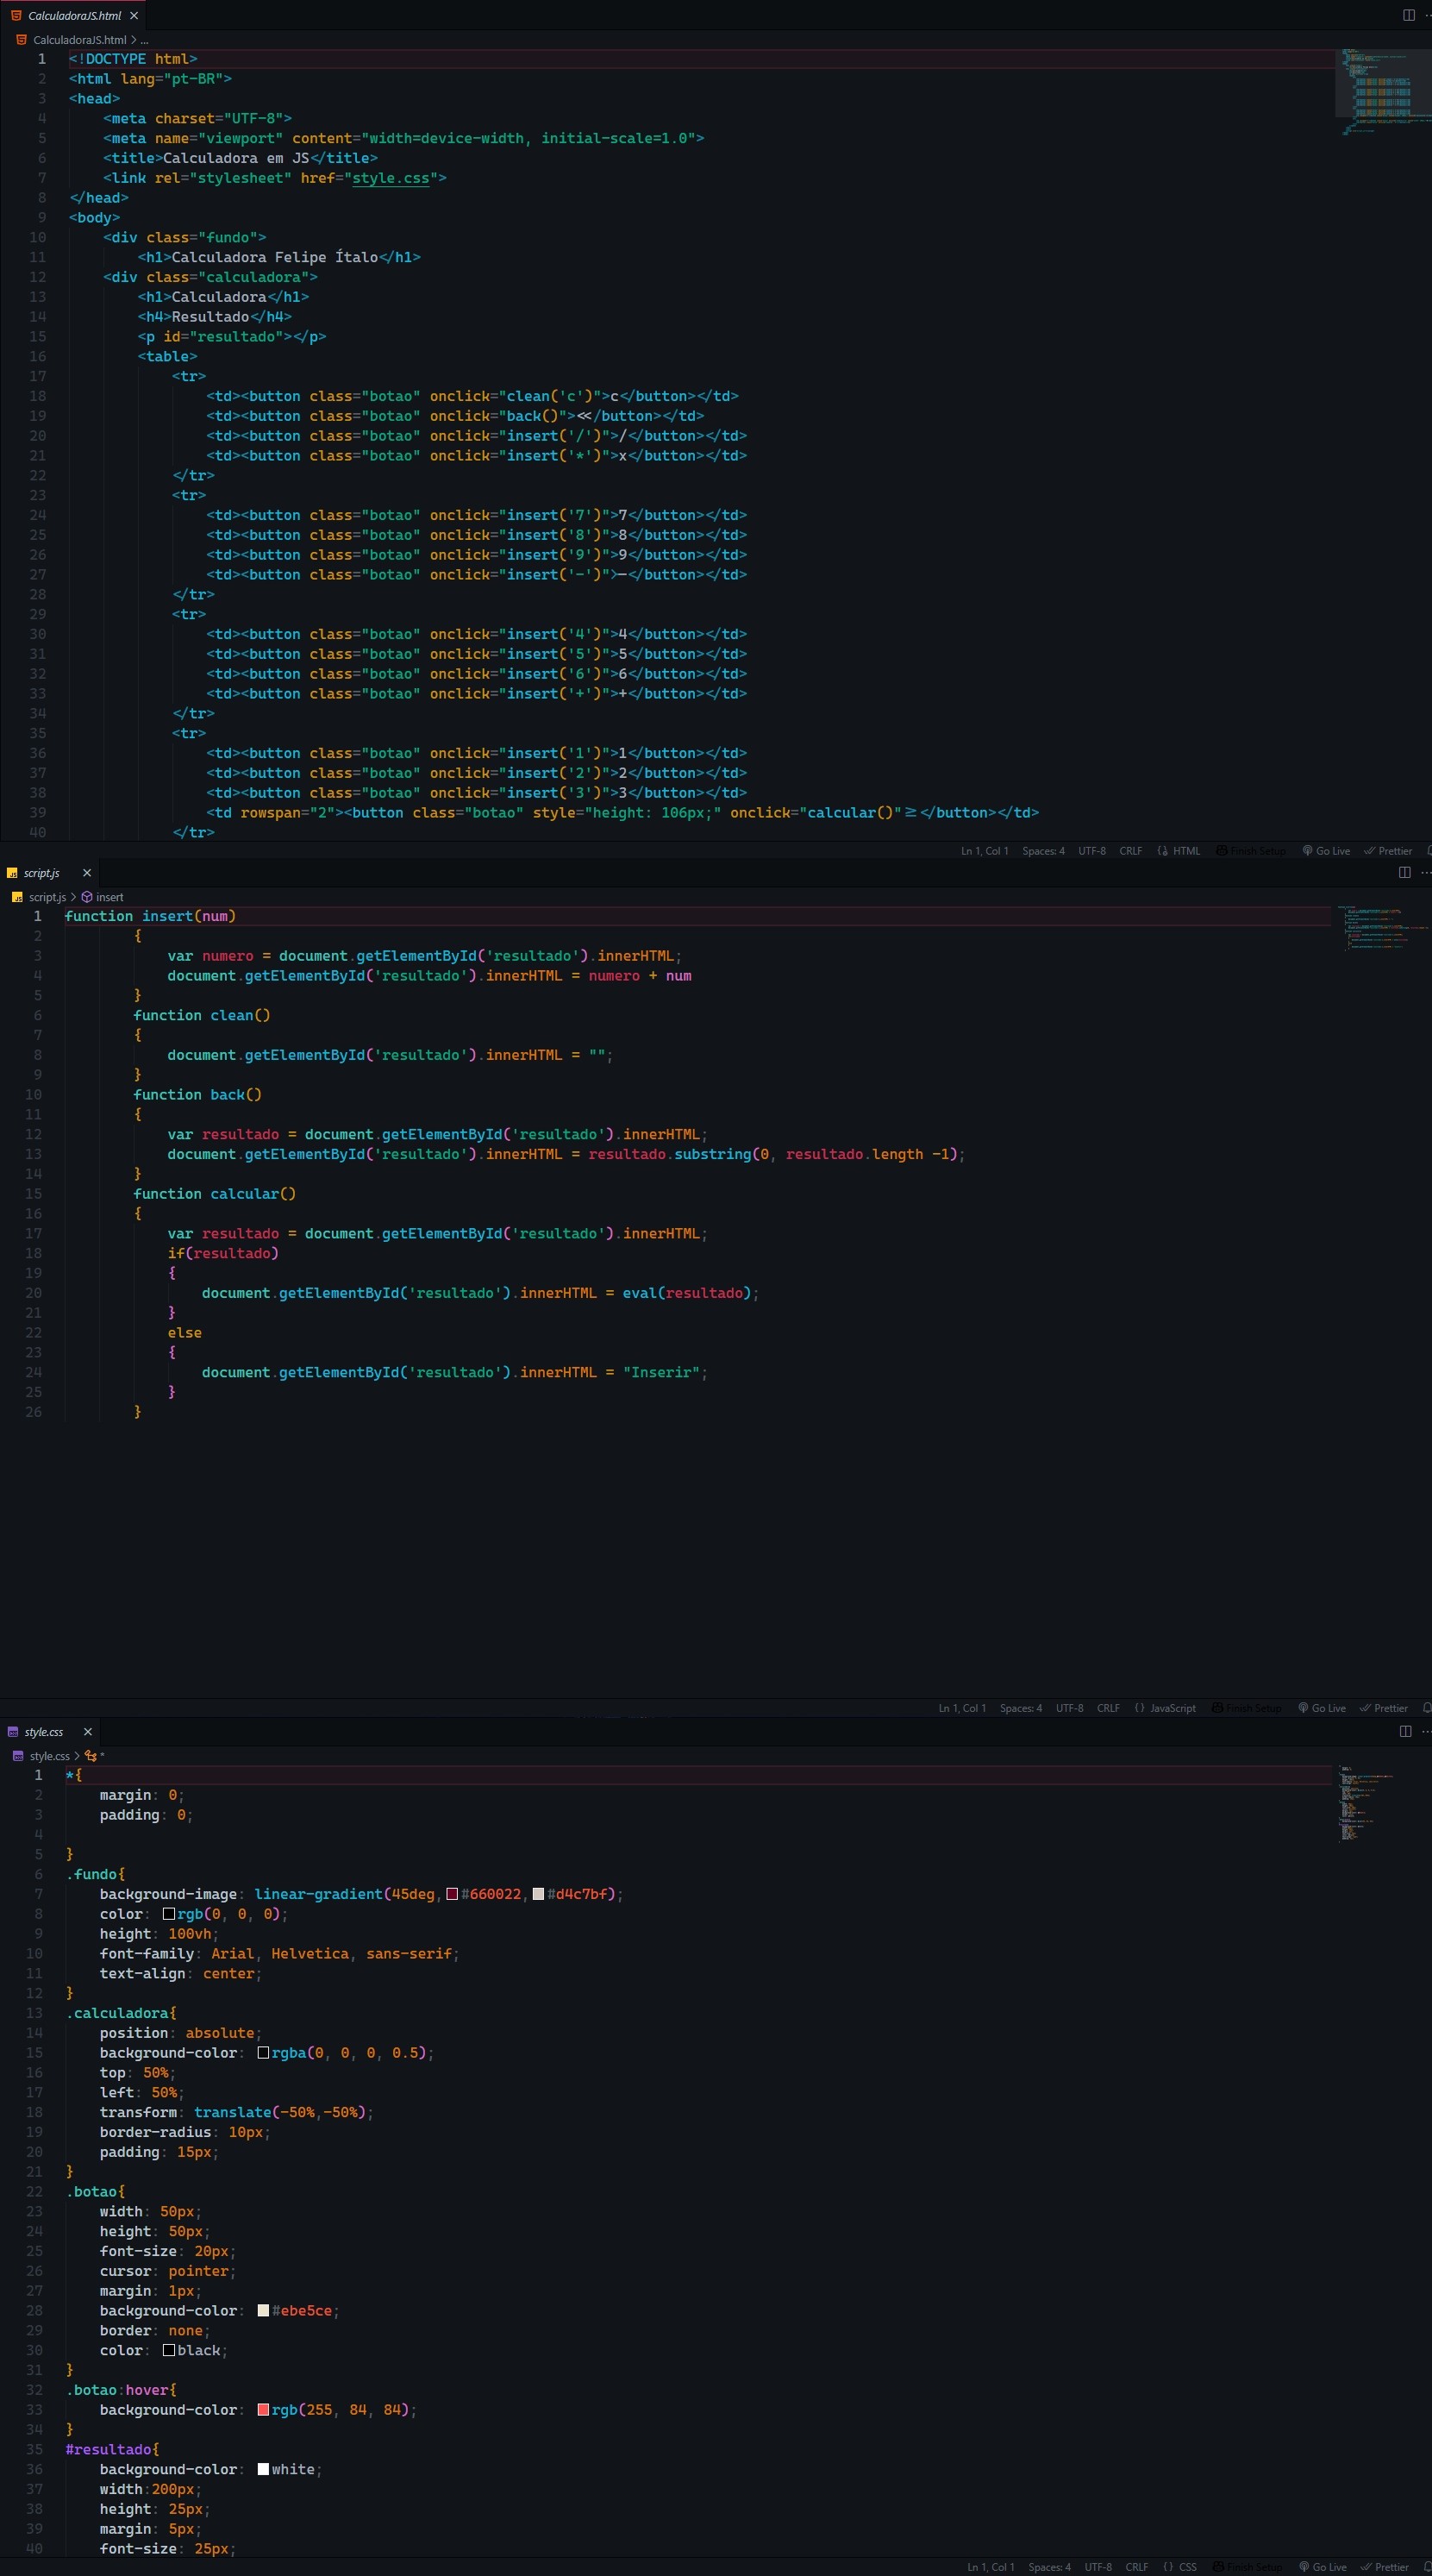 CalculadoraJS.html
CalculadoraJS.html > ...
1 <!DOCTYPE html>
2 <html lang="pt-BR">
3 <head>
4     <meta charset="UTF-8">
5     <meta name="viewport" content="width=device-width, initial-scale=1.0">
6     <title>Calculadora em JS</title>
7     <link rel="stylesheet" href="style.css">
8 </head>
9 <body>
10     <div class="fundo">
11         <h1>Calculadora Felipe Ítalo</h1>
12     <div class="calculadora">
13         <h1>Calculadora</h1>
14         <h4>Resultado</h4>
15         <p id="resultado"></p>
16         <table>
17             <tr>
18                 <td><button class="botao" onclick="clean('c')">c</button></td>
19                 <td><button class="botao" onclick="back()"><<</button></td>
20                 <td><button class="botao" onclick="insert('/')">/</button></td>
21                 <td><button class="botao" onclick="insert('*')">x</button></td>
22             </tr>
23             <tr>
24                 <td><button class="botao" onclick="insert('7')">7</button></td>
25                 <td><button class="botao" onclick="insert('8')">8</button></td>
26                 <td><button class="botao" onclick="insert('9')">9</button></td>
27                 <td><button class="botao" onclick="insert('-')">-</button></td>
28             </tr>
29             <tr>
30                 <td><button class="botao" onclick="insert('4')">4</button></td>
31                 <td><button class="botao" onclick="insert('5')">5</button></td>
32                 <td><button class="botao" onclick="insert('6')">6</button></td>
33                 <td><button class="botao" onclick="insert('+')">+</button></td>
34             </tr>
35             <tr>
36                 <td><button class="botao" onclick="insert('1')">1</button></td>
37                 <td><button class="botao" onclick="insert('2')">2</button></td>
38                 <td><button class="botao" onclick="insert('3')">3</button></td>
39                 <td rowspan="2"><button class="botao" style="height: 106px;" onclick="calcular()">=</button></td>
40             </tr>
Ln 1, Col 1 Spaces: 4 UTF-8 CRLF HTML Finish Setup Go Live Prettier
script.js
script.js > insert
1 function insert(num)
2         {
3             var numero = document.getElementById('resultado').innerHTML;
4             document.getElementById('resultado').innerHTML = numero + num
5         }
6         function clean()
7         {
8             document.getElementById('resultado').innerHTML = "";
9         }
10         function back()
11         {
12             var resultado = document.getElementById('resultado').innerHTML;
13             document.getElementById('resultado').innerHTML = resultado.substring(0, resultado.length -1);
14         }
15         function calcular()
16         {
17             var resultado = document.getElementById('resultado').innerHTML;
18             if(resultado)
19             {
20                 document.getElementById('resultado').innerHTML = eval(resultado);
21             }
22             else
23             {
24                 document.getElementById('resultado').innerHTML = "Inserir";
25             }
26         }
Ln 1, Col 1 Spaces: 4 UTF-8 CRLF {} JavaScript Finish Setup Go Live Prettier
style.css
style.css > *
1 *{
2     margin: 0;
3     padding: 0;
4
5 }
6 .fundo{
7     background-image: linear-gradient(45deg,#660022,#d4c7bf);
8     color: rgb(0, 0, 0);
9     height: 100vh;
10     font-family: Arial, Helvetica, sans-serif;
11     text-align: center;
12 }
13 .calculadora{
14     position: absolute;
15     background-color: rgba(0, 0, 0, 0.5);
16     top: 50%;
17     left: 50%;
18     transform: translate(-50%,-50%);
19     border-radius: 10px;
20     padding: 15px;
21 }
22 .botao{
23     width: 50px;
24     height: 50px;
25     font-size: 20px;
26     cursor: pointer;
27     margin: 1px;
28     background-color: #ebe5ce;
29     border: none;
30     color: black;
31 }
32 .botao:hover{
33     background-color: rgb(255, 84, 84);
34 }
35 #resultado{
36     background-color: white;
37     width:200px;
38     height: 25px;
39     margin: 5px;
40     font-size: 25px;
Ln 1, Col 1 Spaces: 4 UTF-8 CRLF {} CSS Finish Setup Go Live Prettier